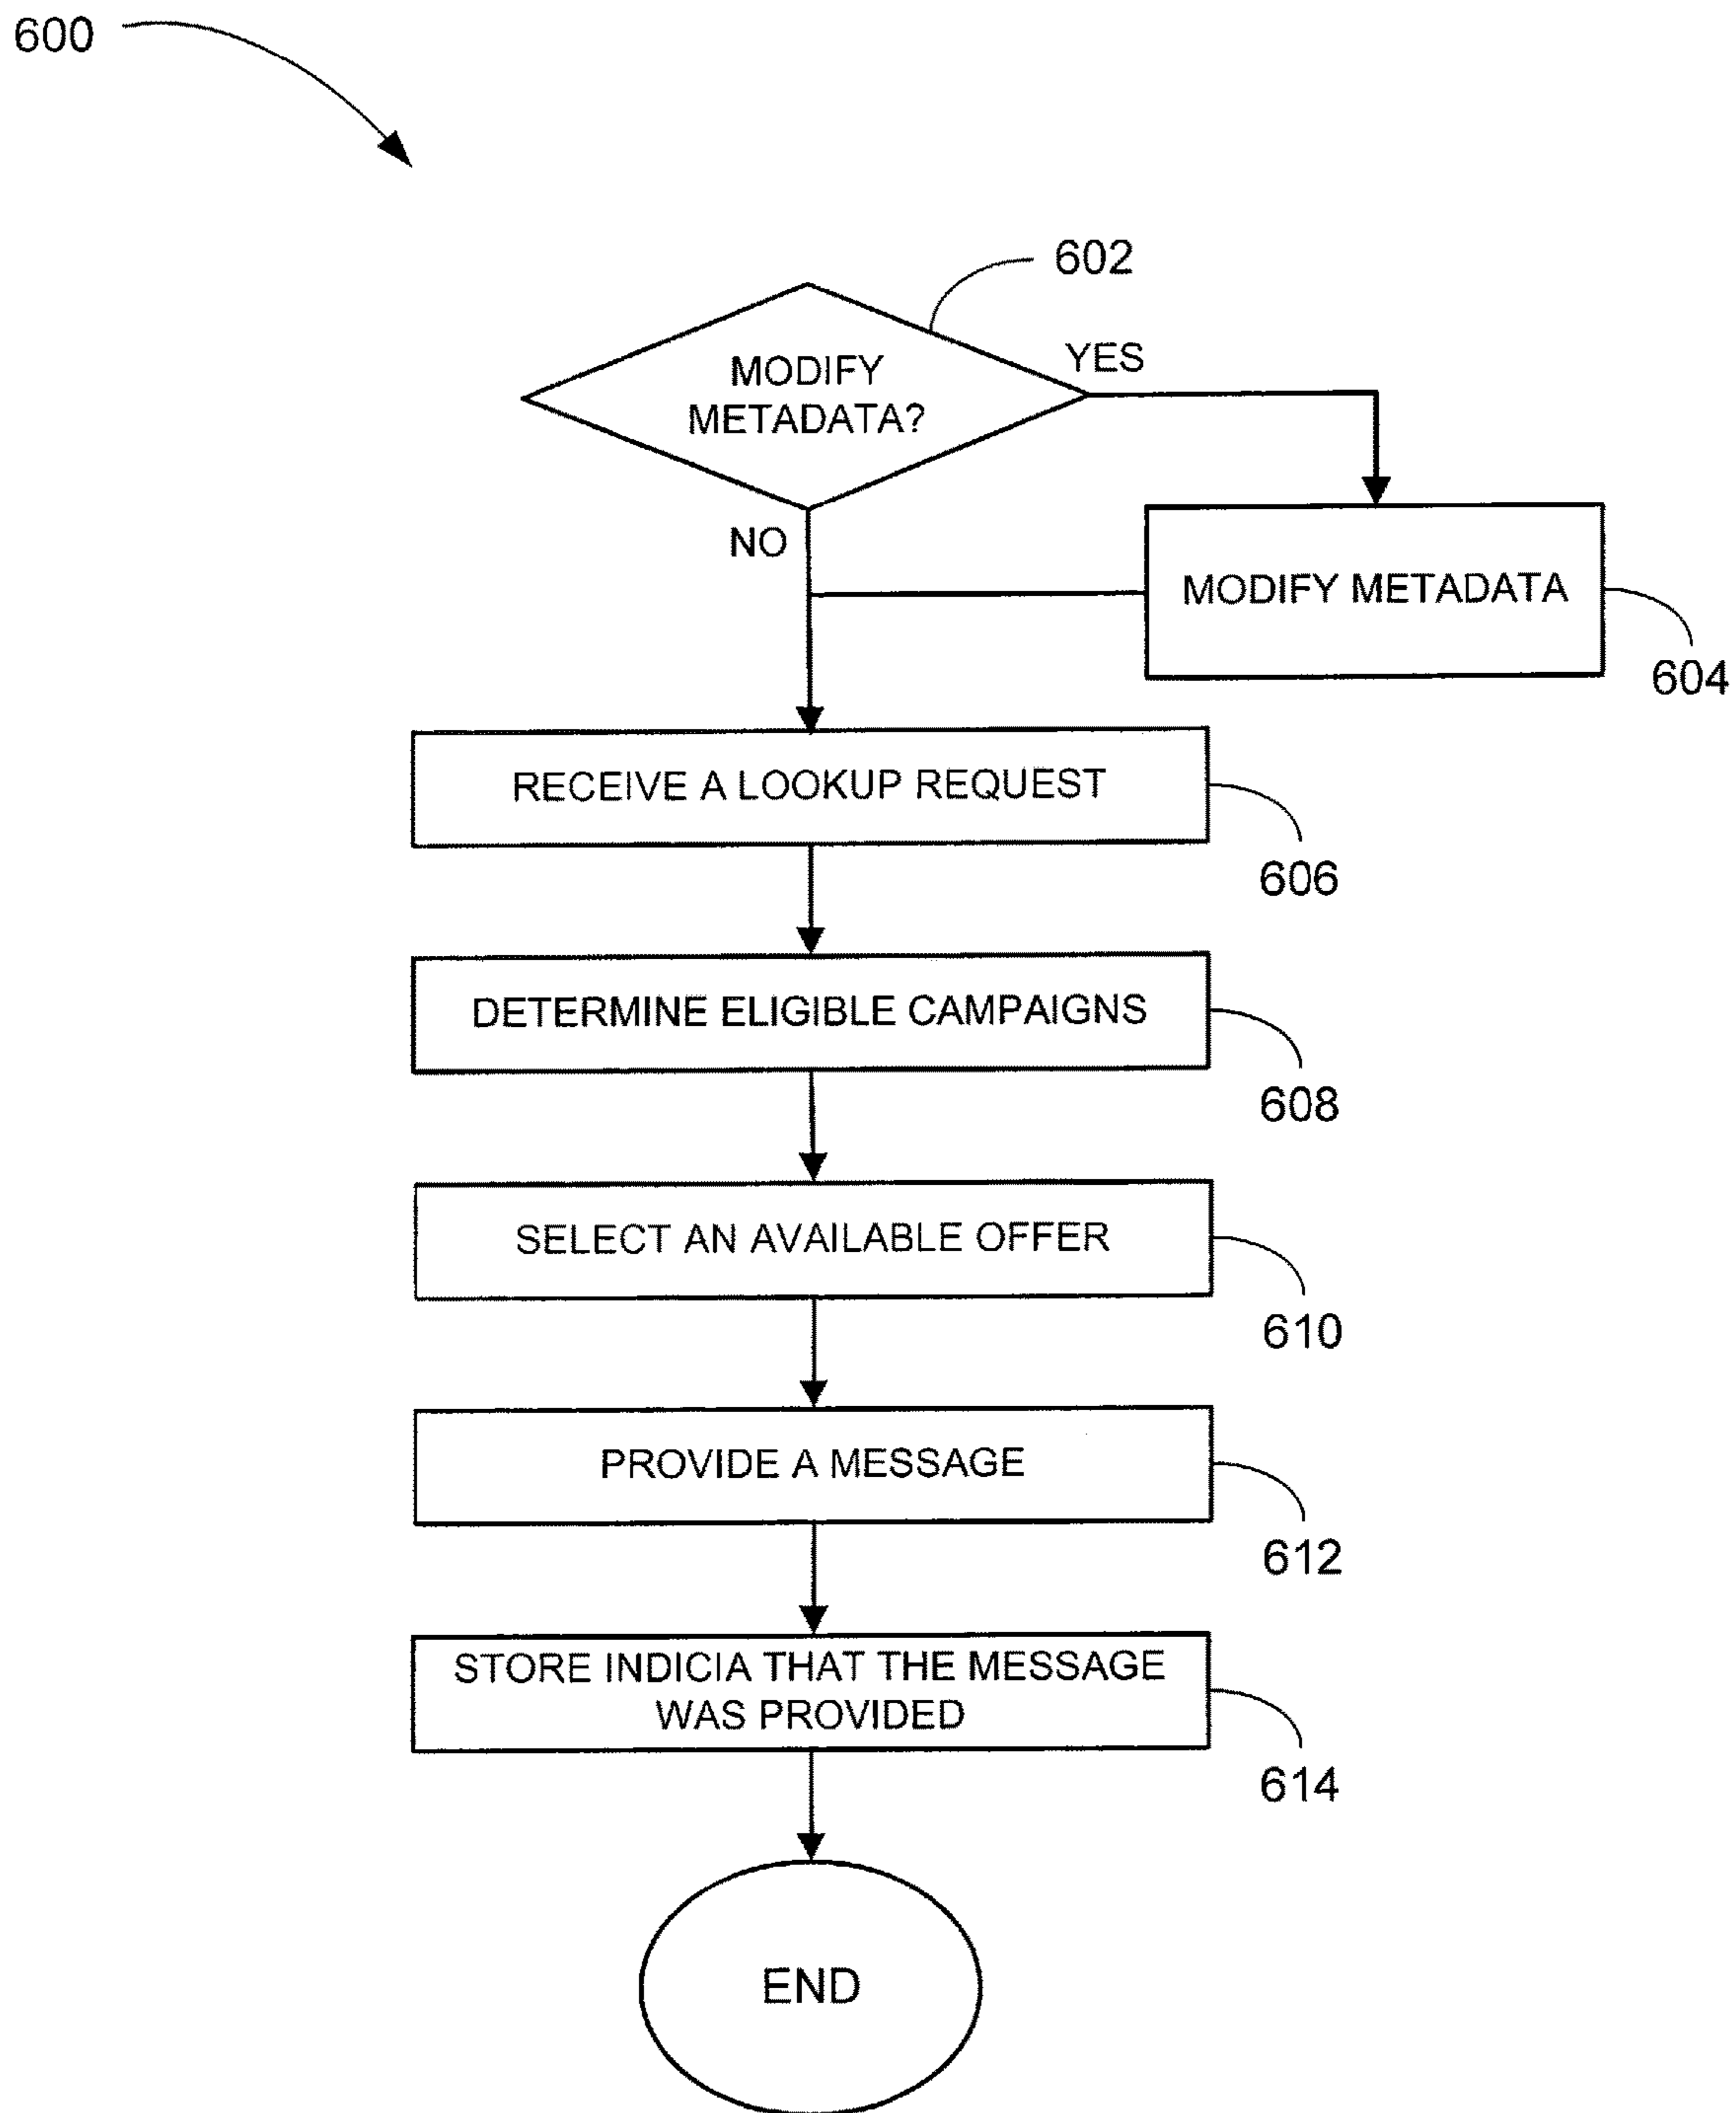 600
602
MODIFY
METADATA?
YES
NO
MODIFY METADATA
604
RECEIVE A LOOKUP REQUEST
606
DETERMINE ELIGIBLE CAMPAIGNS
608
SELECT AN AVAILABLE OFFER
610
PROVIDE A MESSAGE
612
STORE INDICIA THAT THE MESSAGE
WAS PROVIDED
614
END